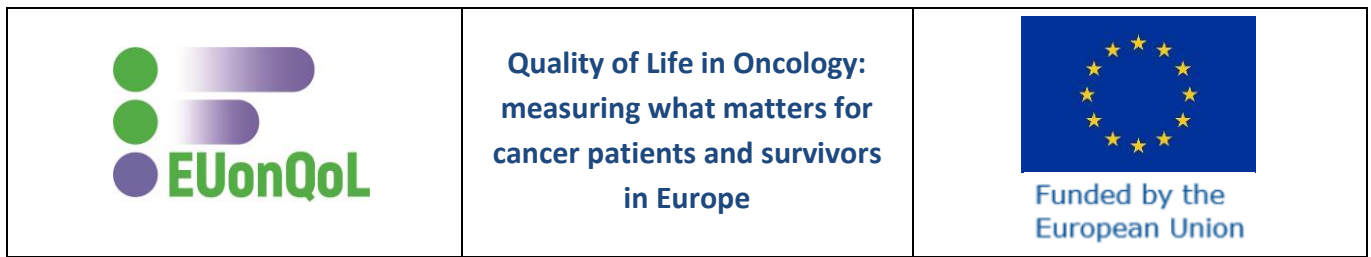 EUonQoL
Quality of Life in Oncology:
measuring what matters for
cancer patients and survivors
in Europe
Funded by the
European Union